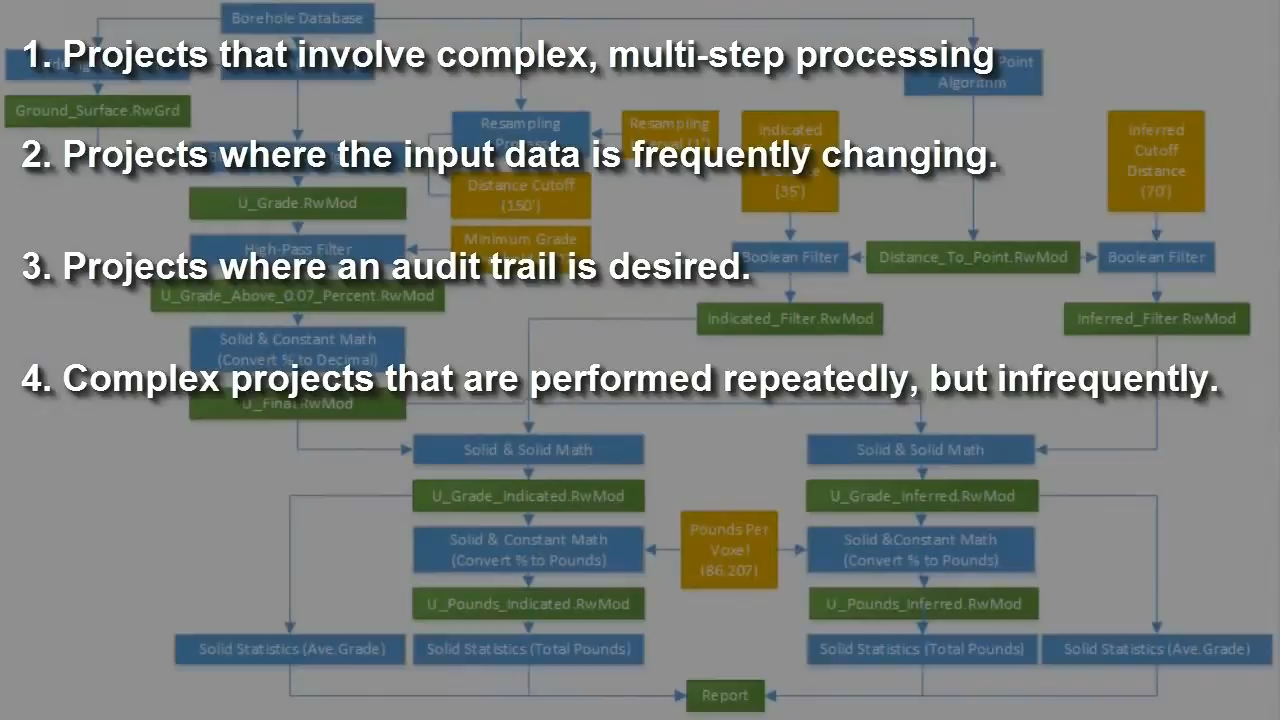 Borehole Database
1. Projects that involve complex, multi-step processing
Point
Algorithm
Ground_Surface.RwGrd
Resampling
Resampling
Indicated
Inferred
Cutoff
Distance
(70')
2. Projects where the input data is frequently changing.
Distance Cutoff
(150')
(35')
U_Grade.RwMod
Minimum Grade
High-Pass Filter
Boolean Filter
Distance_To_Point.RwMod
Boolean Filter
3. Projects where an audit trail is desired.
U_Grade_Above_0.07_Percent.RwMod
Indicated_Filter.RwMod
Inferred_Filter.RwMod
Solid & Constant Math
(Convert % to Decimal)
4. Complex projects that are performed repeatedly, but infrequently.
U_Final.RwMod
Solid & Solid Math
Solid & Solid Math
U_Grade_Indicated.RwMod
U_Grade_Inferred.RwMod
Solid & Constant Math
(Convert % to Pounds)
Pounds Per
Voxel
(86.207)
Solid &Constant Math
(Convert % to Pounds)
U_Pounds_Indicated.RwMod
U_Pounds_Inferred.RwMod
Solid Statistics (Ave.Grade)
Solid Statistics (Total Pounds)
Solid Statistics (Total Pounds)
Solid Statistics (Ave.Grade)
Report